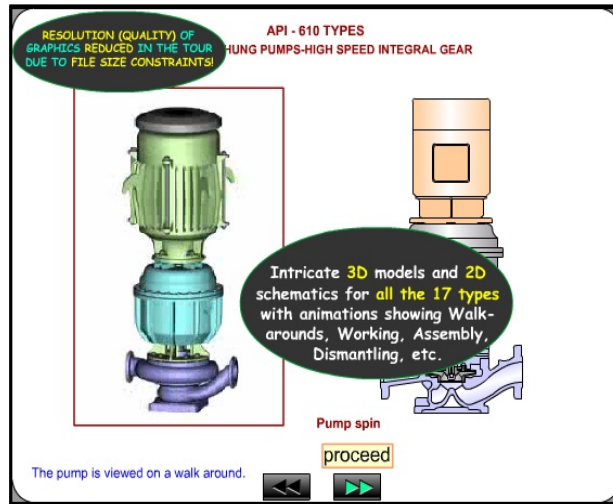 RESOLUTION (QUALITY) OF
GRAPHICS REDUCED IN THE TOUR
DUE TO FILE SIZE CONSTRAINTS!
API - 610 TYPES
HUNG PUMPS-HIGH SPEED INTEGRAL GEAR
Intricate 3D models and 2D
schematics for all the 17 types
with animations showing Walk-
arounds, Working, Assembly,
Dismantling, etc.
Pump spin
proceed
The pump is viewed on a walk around.